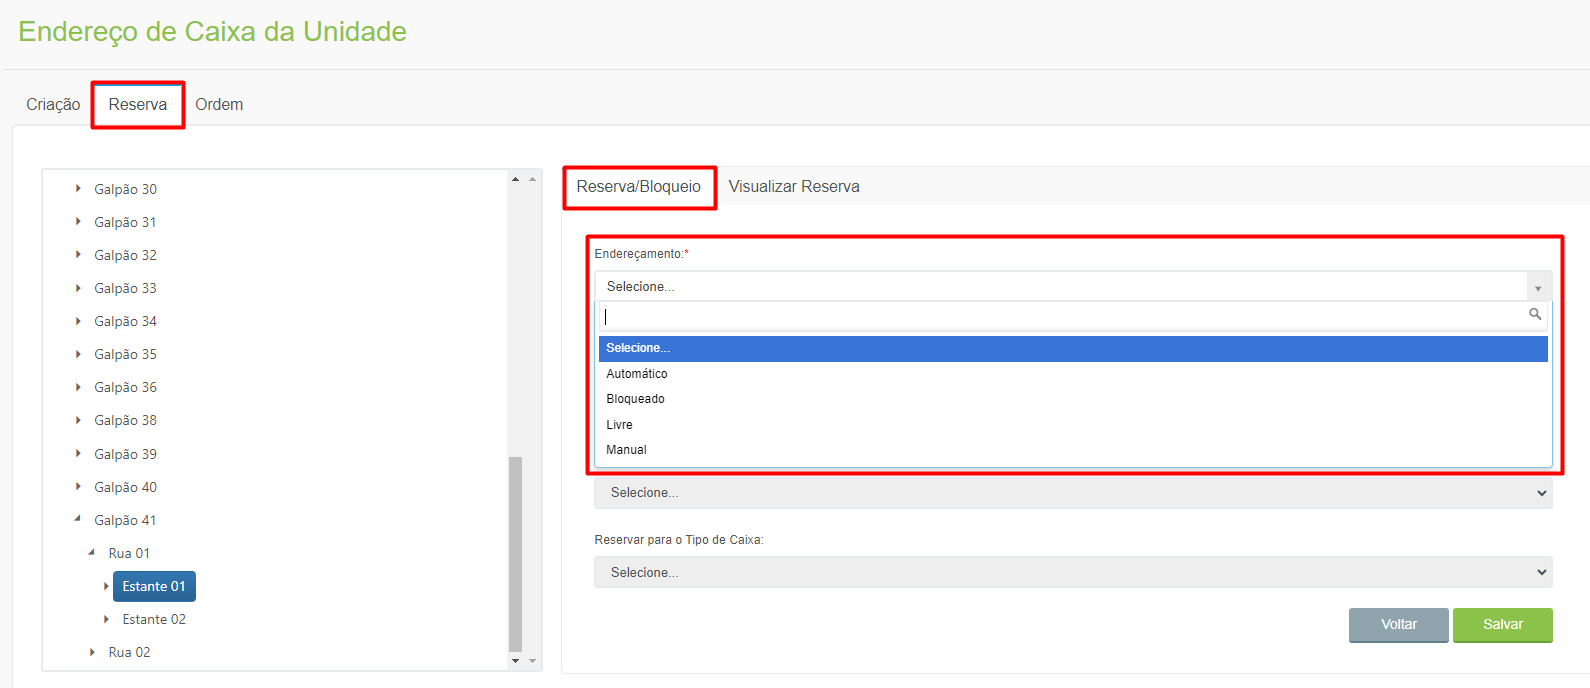 Endereço de Caixa da Unidade
Criação
Reserva
Ordem
Galpão 30
Galpão 31
Galpão 32
Galpão 33
Galpão 34
Galpão 35
Galpão 36
Galpão 38
Galpão 39
Galpão 40
Galpão 41
Rua 01
Estante 01
Estante 02
Rua 02
Reserva/Bloqueio
Visualizar Reserva
Endereçamento:*
Selecione...
Selecione...
Automático
Bloqueado
Livre
Manual
Selecione...
Reservar para o Tipo de Caixa:
Selecione...
Voltar
Salvar